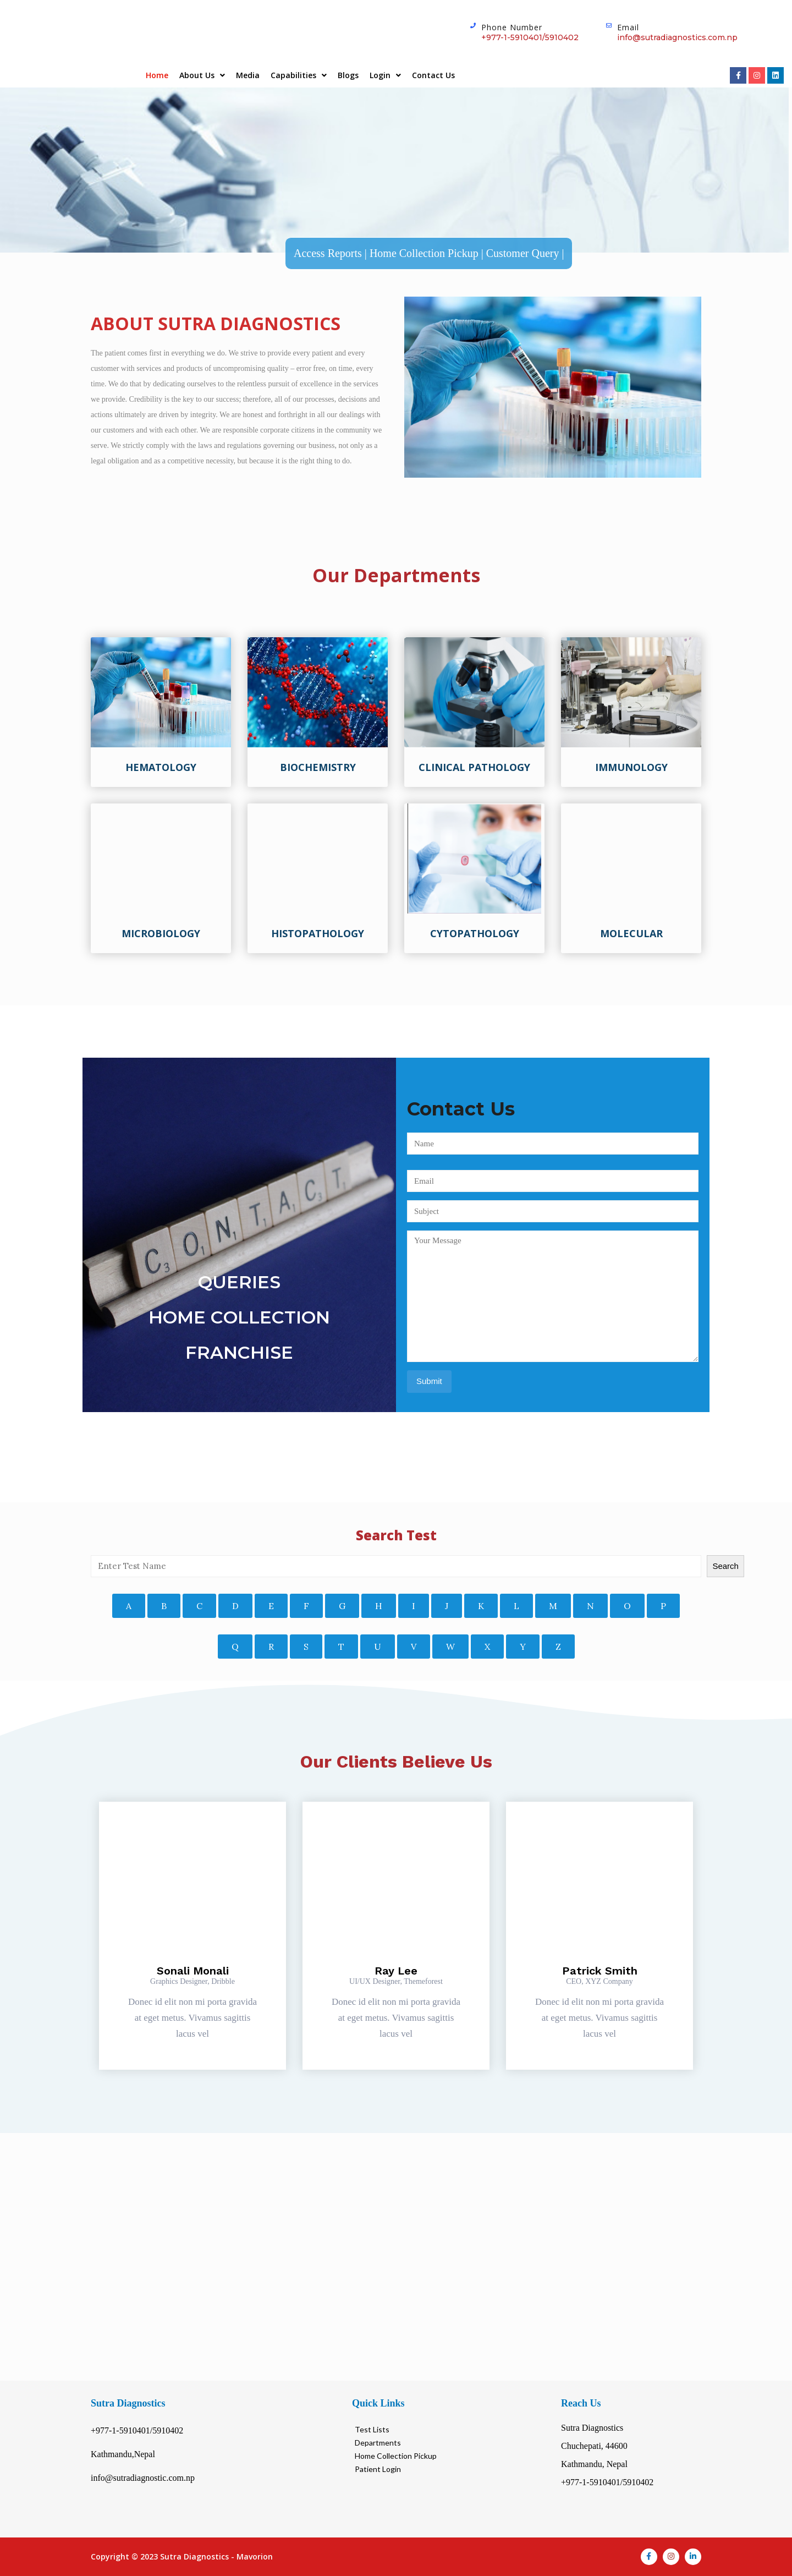 Phone Number
+977-1-5910401/5910402
Email
info@sutradiagnostics.com.np
Home About Us Media Capabilities Blogs Login Contact Us
Access Reports | Home Collection Pickup | Customer Query |
ABOUT SUTRA DIAGNOSTICS
The patient comes first in everything we do. We strive to provide every patient and every
customer with services and products of uncompromising quality – error free, on time, every
time. We do that by dedicating ourselves to the relentless pursuit of excellence in the services
we provide. Credibility is the key to our success; therefore, all of our processes, decisions and
actions ultimately are driven by integrity. We are honest and forthright in all our dealings with
our customers and with each other. We are responsible corporate citizens in the community we
serve. We strictly comply with the laws and regulations governing our business, not only as a
legal obligation and as a competitive necessity, but because it is the right thing to do.
Our Departments
HEMATOLOGY
BIOCHEMISTRY
CLINICAL PATHOLOGY
IMMUNOLOGY
MICROBIOLOGY
HISTOPATHOLOGY
CYTOPATHOLOGY
MOLECULAR
CONTACT
QUERIES
HOME COLLECTION
FRANCHISE
Contact Us
Name
Email
Subject
Your Message
Submit
Search Test
Enter Test Name
Search
A B C D E F G H I J K L M N O P
Q R S T U V W X Y Z
Our Clients Believe Us
Sonali Monali
Graphics Designer, Dribble
Donec id elit non mi porta gravida
at eget metus. Vivamus sagittis
lacus vel
Ray Lee
UI/UX Designer, Themeforest
Donec id elit non mi porta gravida
at eget metus. Vivamus sagittis
lacus vel
Patrick Smith
CEO, XYZ Company
Donec id elit non mi porta gravida
at eget metus. Vivamus sagittis
lacus vel
Sutra Diagnostics
+977-1-5910401/5910402
Kathmandu,Nepal
info@sutradiagnostic.com.np
Quick Links
Test Lists
Departments
Home Collection Pickup
Patient Login
Reach Us
Sutra Diagnostics
Chuchepati, 44600
Kathmandu, Nepal
+977-1-5910401/5910402
Copyright © 2023 Sutra Diagnostics - Mavorion